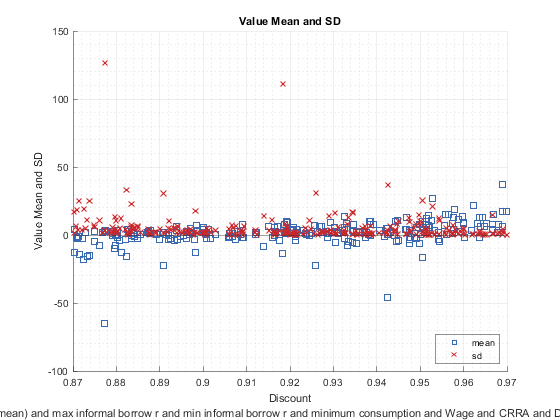 Value Mean and SD
150
100
50
0
-50
-100
Value Mean and SD
0.87
0.88
0.89
0.9
0.91
0.92
0.93
0.94
0.95
0.96
0.97
Discount
mean
sd
mean) and max informal borrow r and min informal borrow r and minimum consumption and Wage and CRRA and D